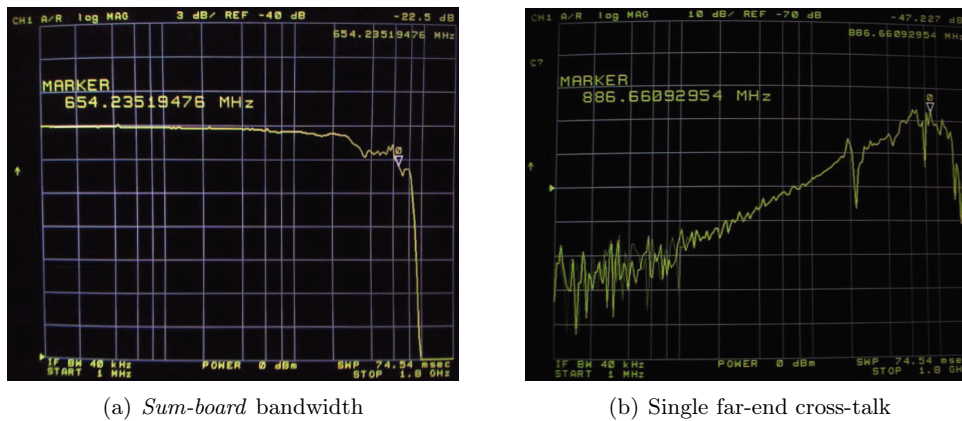 CH1 A/R log MAG 3 dB/ REF -40 dB -22.5 dB
654.23519476 MHz
MARKER
654.23519476 MHz
0
IF BW 40 kHz POWER 0 dBm SWP 74.54 msec
START 1 MHz STOP 1.8 GHz
(a) Sum-board bandwidth
CH1 A/R log MAG 10 dB/ REF -70 dB -47.227 dB
886.66092954 MHz
C?
MARKER
886.66092954 MHz
0
IF BW 40 kHz POWER 0 dBm SWP 74.54 msec
START 1 MHz STOP 1.8 GHz
(b) Single far-end cross-talk